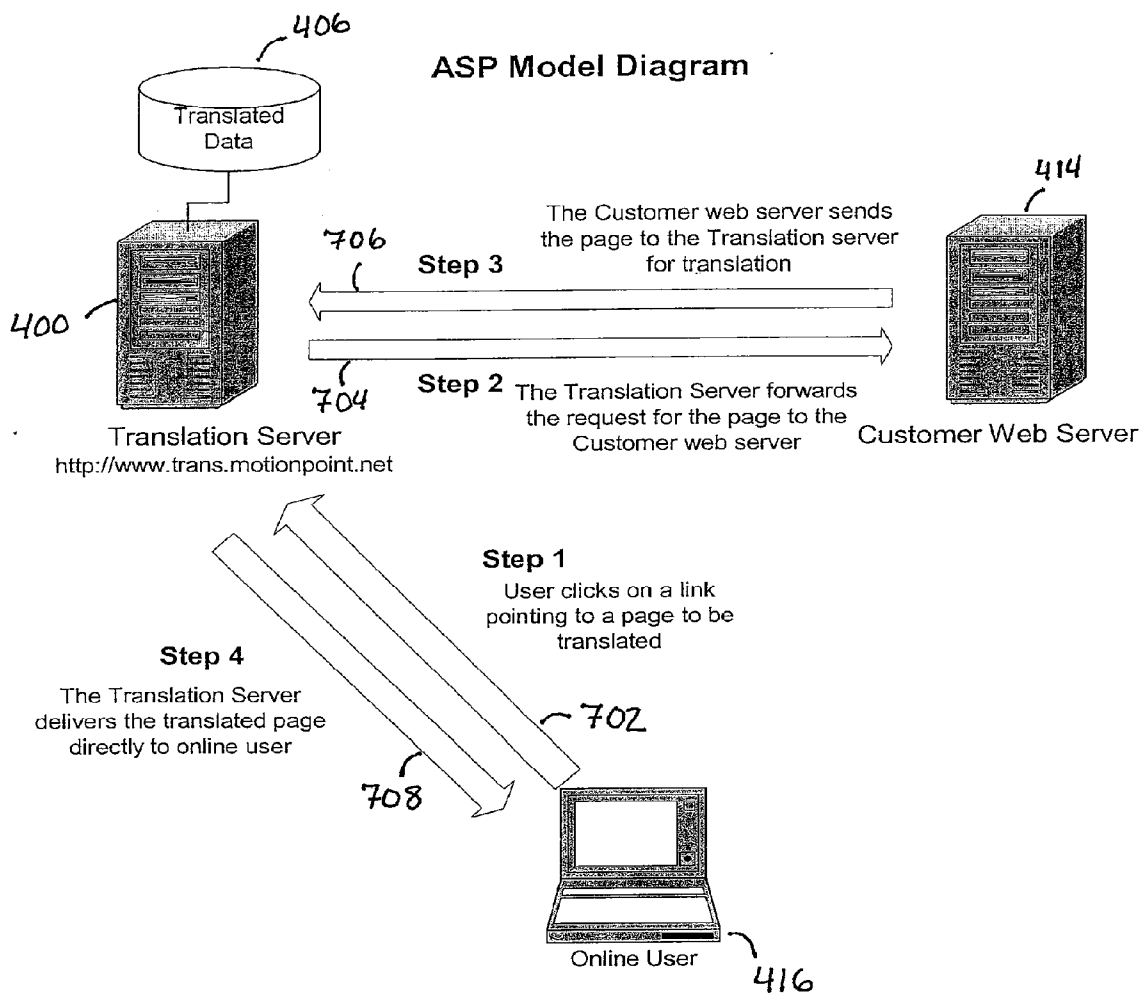 406
ASP Model Diagram
Translated
Data
414
The Customer web server sends
the page to the Translation server
for translation
706
Step 3
400
704
Step 2
The Translation Server forwards
the request for the page to the
Customer web server
Translation Server
http://www.trans.motionpoint.net
Customer Web Server
Step 1
User clicks on a link
pointing to a page to be
translated
Step 4
The Translation Server
delivers the translated page
directly to online user
702
708
Online User
416